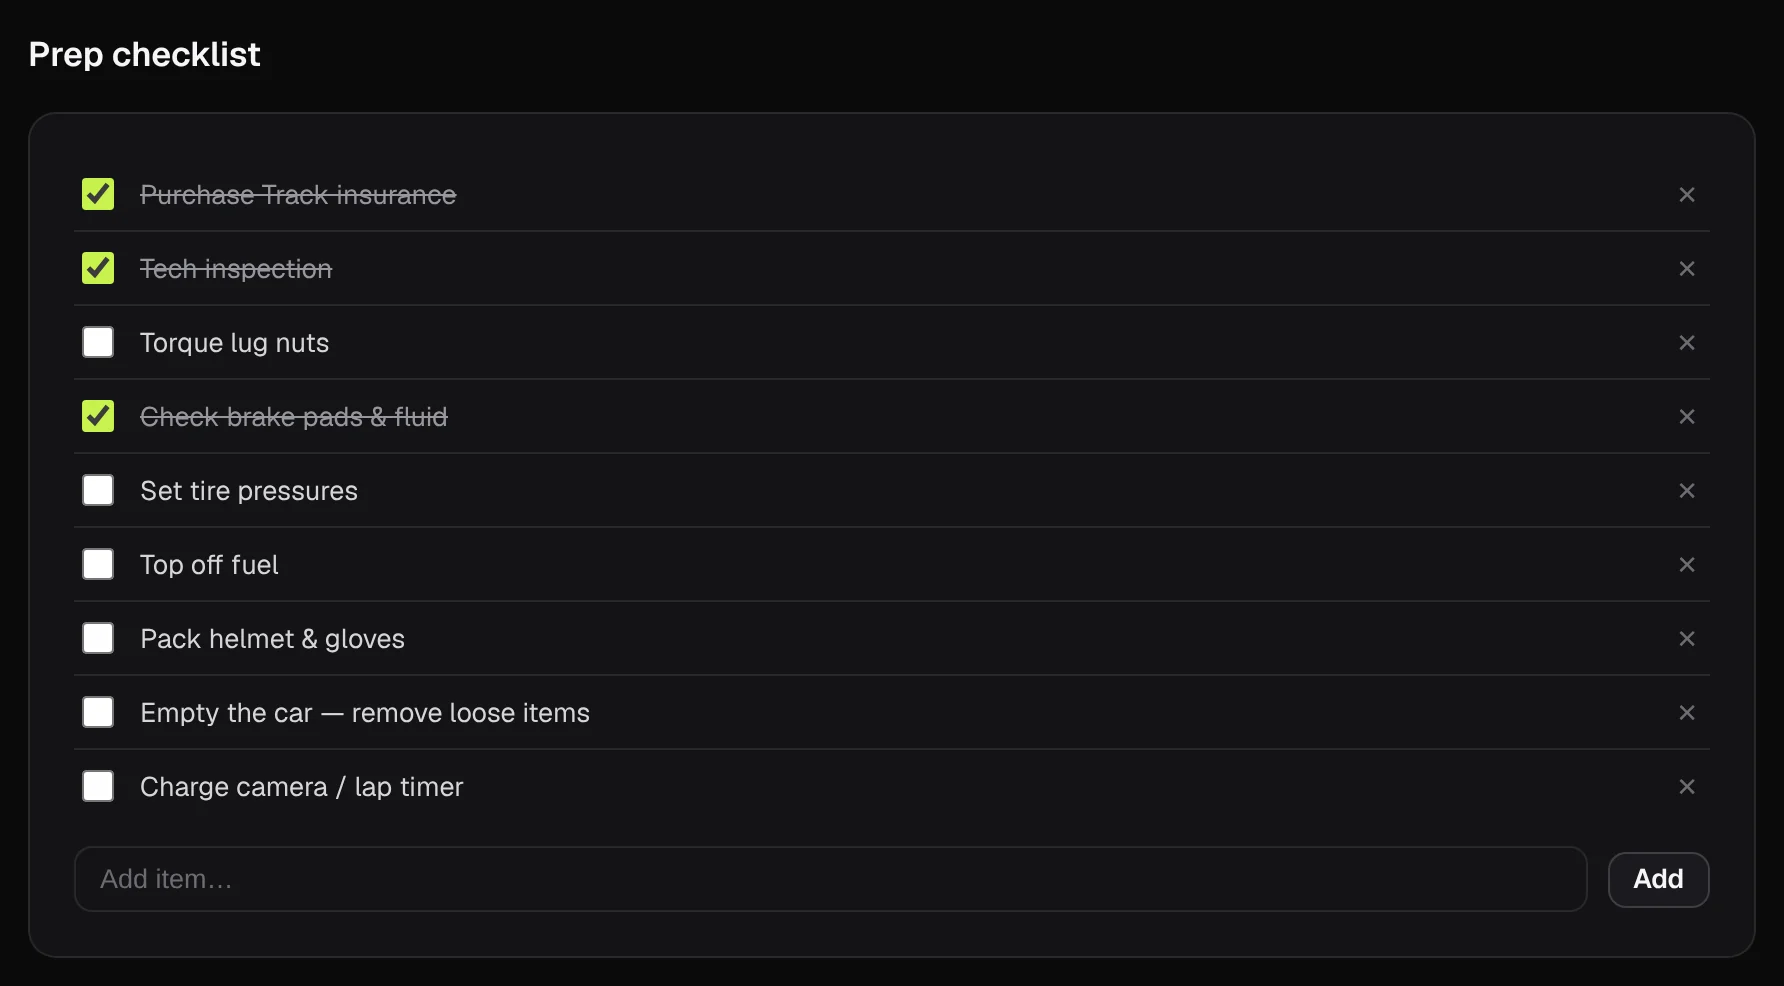 Prep checklist
Purchase Track insurance
Tech inspection
Torque lug nuts
Check brake pads & fluid
Set tire pressures
Top off fuel
Pack helmet & gloves
Empty the car — remove loose items
Charge camera / lap timer
Add item…
Add